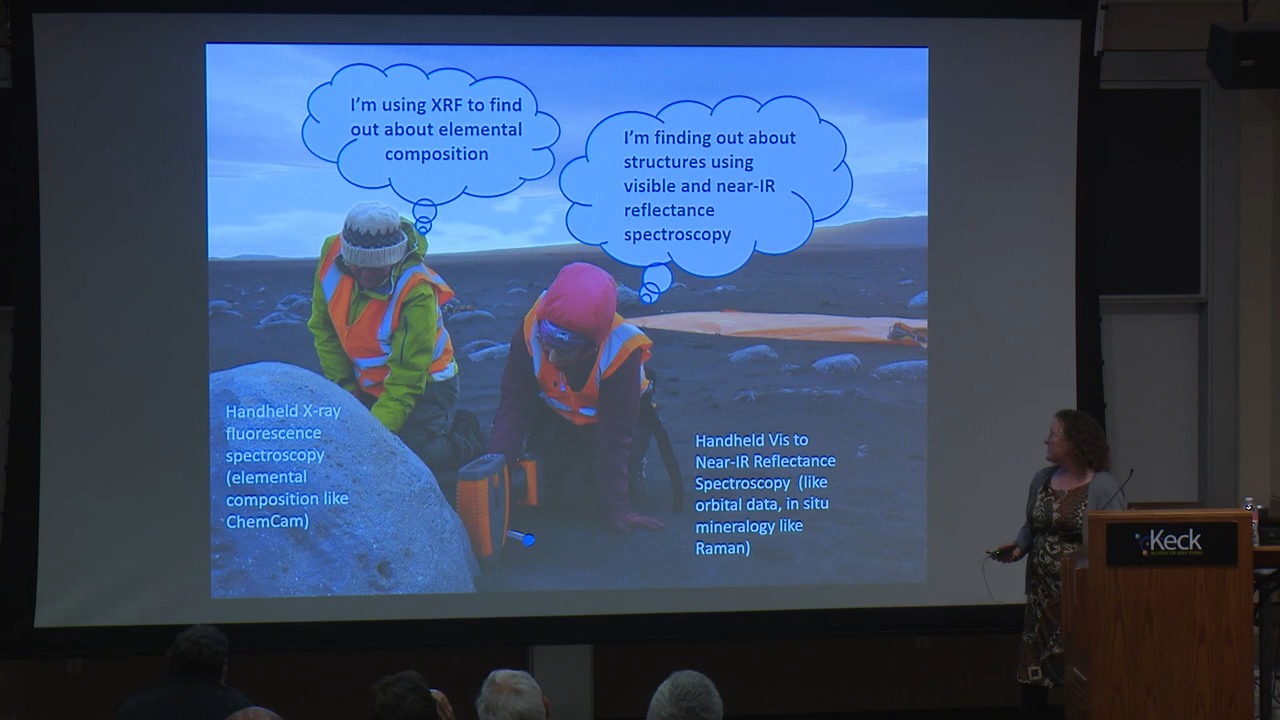 I'm using XRF to find
out about elemental
composition
I'm finding out about
structures using
visible and near-IR
reflectance
spectroscopy
Handheld X-ray
fluorescence
spectroscopy
(elemental
composition like
ChemCam)
Handheld Vis to
Near-IR Reflectance
Spectroscopy (like
orbital data, in situ
mineralogy like
Raman)
Keck